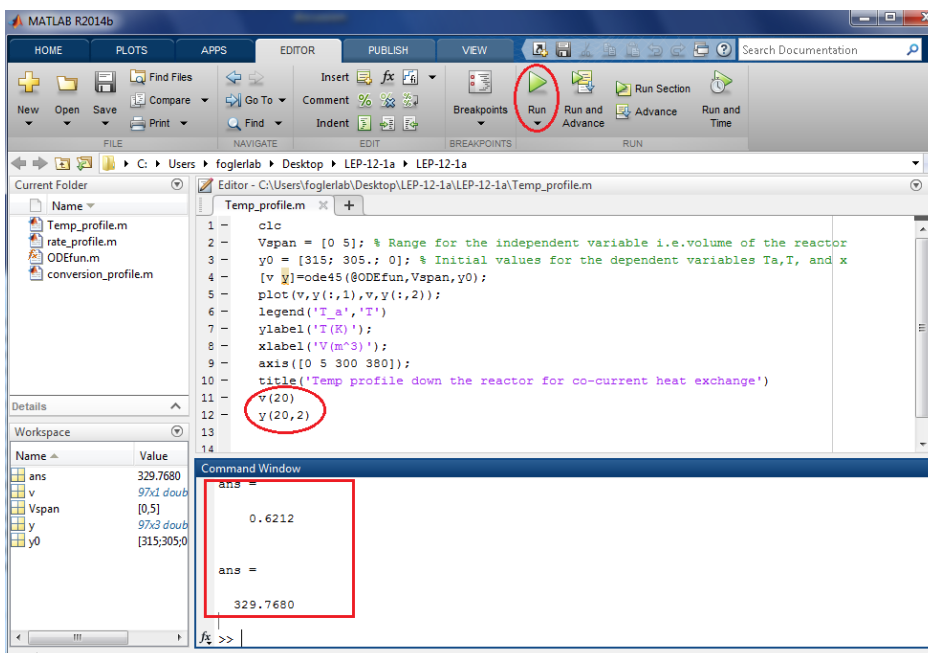 MATLAB R2014b
HOME PLOTS APPS EDITOR PUBLISH VIEW Search Documentation
New Open Save Find Files Compare Print
Go To Find
Insert fx Comment Indent
Breakpoints Run Run and Advance Run Section Advance Run and Time
FILE NAVIGATE EDIT BREAKPOINTS RUN
C: Users foglerlab Desktop LEP-12-1a LEP-12-1a
Current Folder
Name
Temp_profile.m
rate_profile.m
ODEfun.m
conversion_profile.m
Details
Workspace
Name Value
ans 329.7680
v 97x1 doub
Vspan [0,5]
y 97x3 doub
y0 [315;305;0
Editor - C:\Users\foglerlab\Desktop\LEP-12-1a\LEP-12-1a\Temp_profile.m
Temp_profile.m
1 - clc
2 - Vspan = [0 5]; % Range for the independent variable i.e.volume of the reactor
3 - y0 = [315; 305.; 0]; % Initial values for the dependent variables Ta,T, and x
4 - [v y]=ode45(@ODEfun,Vspan,y0);
5 - plot(v,y(:,1),v,y(:,2));
6 - legend('T_a','T')
7 - ylabel('T(K)');
8 - xlabel('V(m^3)');
9 - axis([0 5 300 380]);
10 - title('Temp profile down the reactor for co-current heat exchange')
11 - v(20)
12 - y(20,2)
13
14
Command Window
ans =
0.6212
ans =
329.7680
fx >>